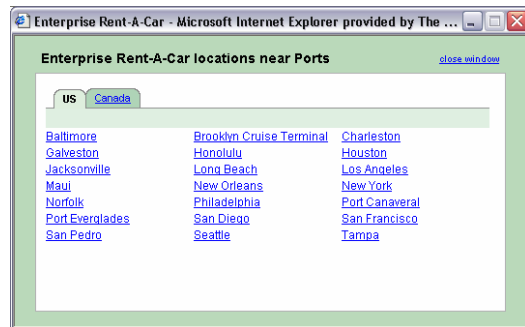 Enterprise Rent-A-Car - Microsoft Internet Explorer provided by The ...
Enterprise Rent-A-Car locations near Ports close window
US Canada
Baltimore Brooklyn Cruise Terminal Charleston
Galveston Honolulu Houston
Jacksonville Long Beach Los Angeles
Maui New Orleans New York
Norfolk Philadelphia Port Canaveral
Port Everglades San Diego San Francisco
San Pedro Seattle Tampa